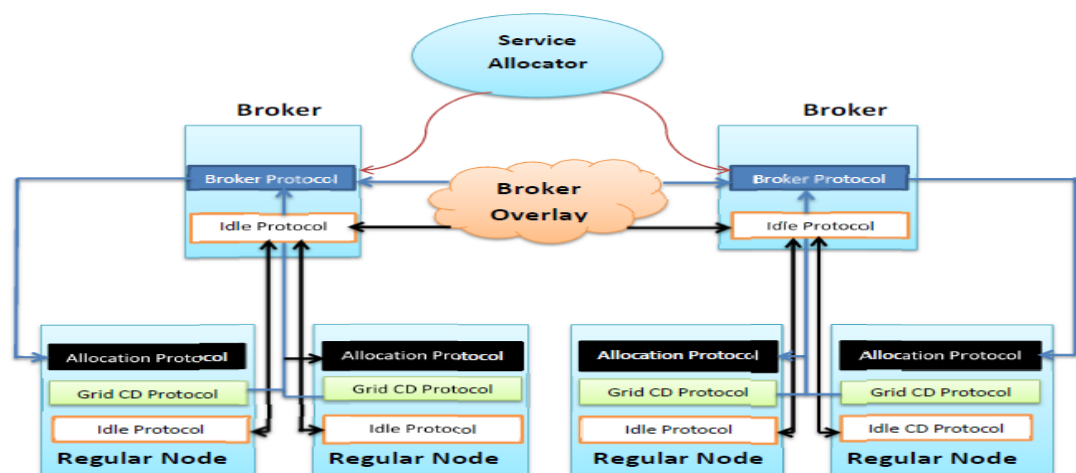 Service
Allocator
Broker
Broker
Broker Protocol
Broker
Overlay
Broker Protocol
Idle Protocol
Idle Protocol
Allocation Protocol
Grid CD Protocol
Idle Protocol
Regular Node
Allocation Protocol
Grid CD Protocol
Idle Protocol
Regular Node
Allocation Protocol
Grid CD Protocol
Idle Protocol
Regular Node
Allocation Protocol
Grid CD Protocol
Idle CD Protocol
Regular Node